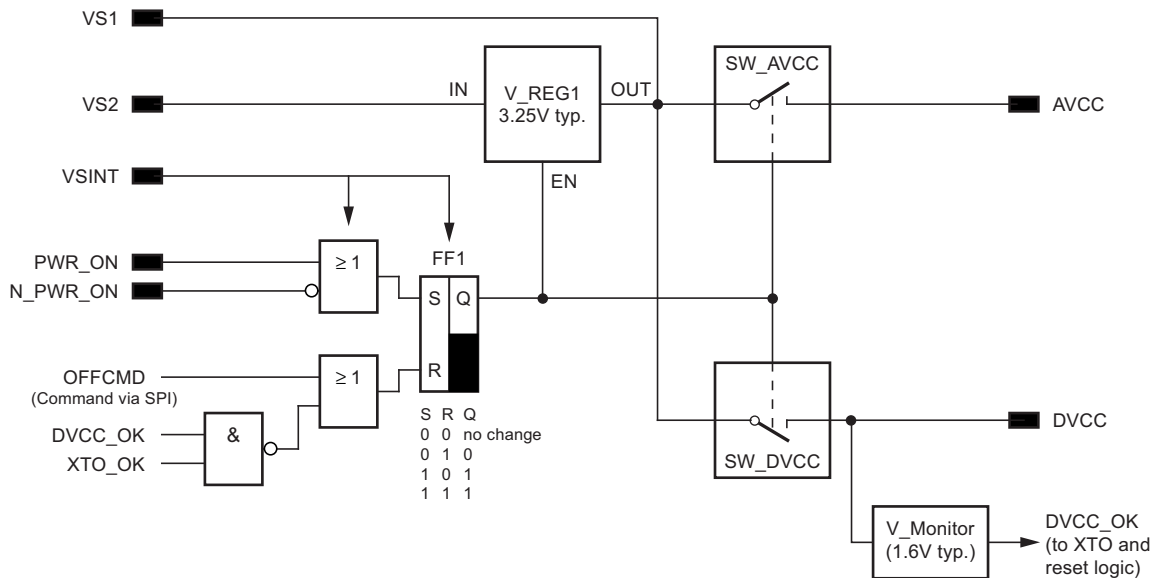 VS1
SW_AVCC
IN
V_REG1
3.25V typ.
OUT
VS2
AVCC
VSINT
EN
PWR_ON
≥ 1
FF1
N_PWR_ON
S Q
R
OFFCMD
(Command via SPI)
≥ 1
DVCC_OK
&
XTO_OK
S R Q
0 0 no change
0 1 0
1 0 1
1 1 1
DVCC
SW_DVCC
V_Monitor
(1.6V typ.)
DVCC_OK
(to XTO and
reset logic)